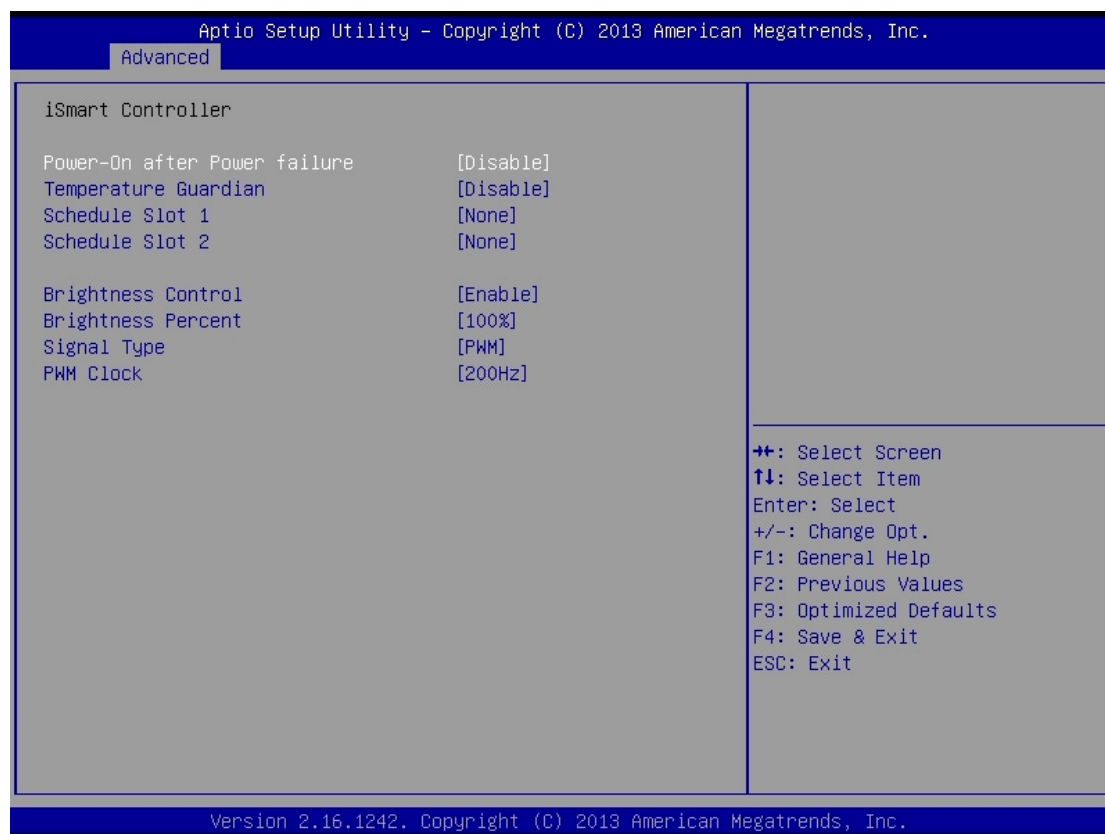 Aptio Setup Utility – Copyright (C) 2013 American Megatrends, Inc.
Advanced
iSmart Controller
Power-On after Power failure [Disable]
Temperature Guardian [Disable]
Schedule Slot 1 [None]
Schedule Slot 2 [None]
Brightness Control [Enable]
Brightness Percent [100%]
Signal Type [PWM]
PWM Clock [200Hz]
→←: Select Screen
↑↓: Select Item
Enter: Select
+/-: Change Opt.
F1: General Help
F2: Previous Values
F3: Optimized Defaults
F4: Save & Exit
ESC: Exit
Version 2.16.1242. Copyright (C) 2013 American Megatrends, Inc.